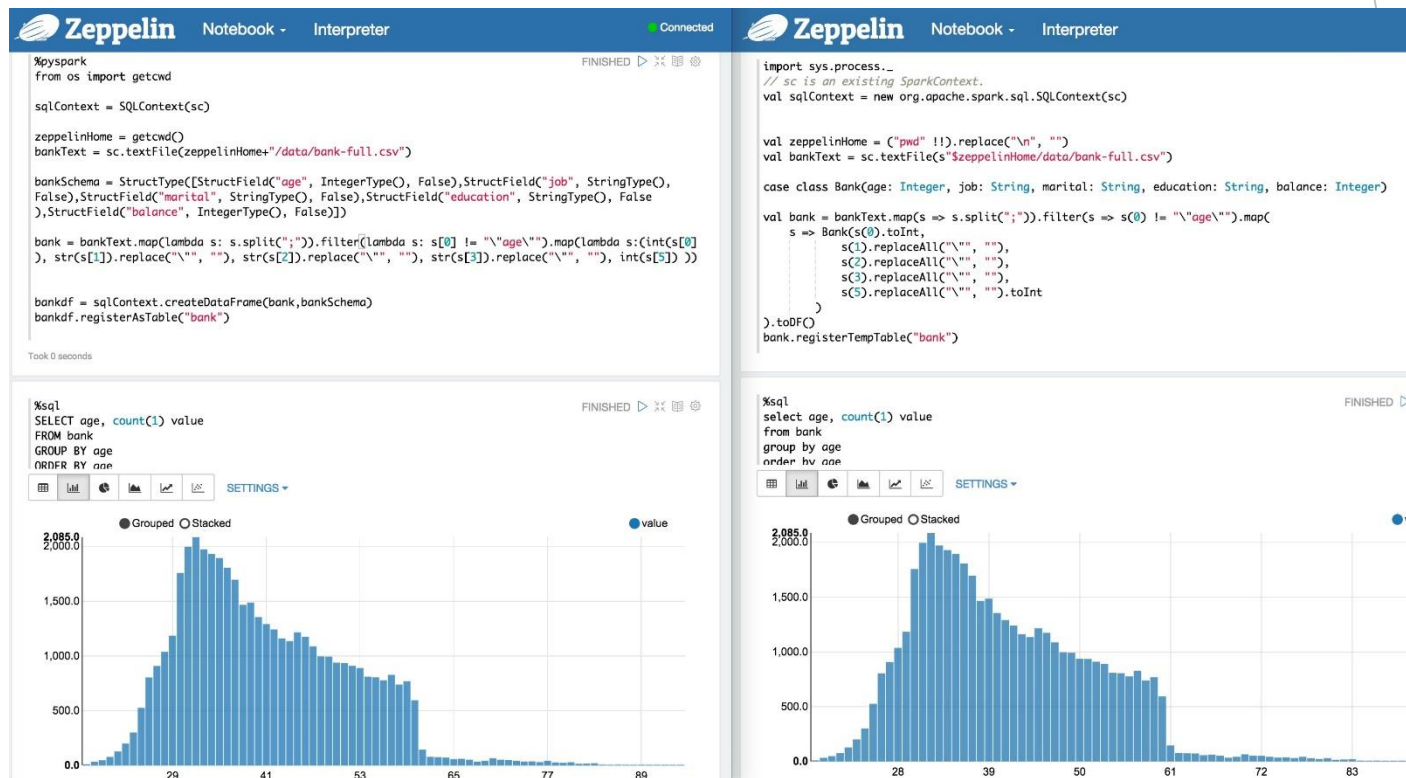 Zeppelin Notebook Interpreter Connected
%pyspark
FINISHED
from os import getcwd
sqlContext = SQLContext(sc)
zeppelinHome = getcwd()
bankText = sc.textFile(zeppelinHome+"/data/bank-full.csv")
bankSchema = StructType([StructField("age", IntegerType(), False),StructField("job", StringType(),
False),StructField("marital", StringType(), False),StructField("education", StringType(), False
),StructField("balance", IntegerType(), False)])
bank = bankText.map(lambda s: s.split(";")).filter(lambda s: s[0] != "\"age\"").map(lambda s:(int(s[0]
), str(s[1]).replace("\"", ""), str(s[2]).replace("\"", ""), str(s[3]).replace("\"", ""), int(s[5]) ))
bankdf = sqlContext.createDataFrame(bank,bankSchema)
bankdf.registerAsTable("bank")
Took 0 seconds
%sql
FINISHED
SELECT age, count(1) value
FROM bank
GROUP BY age
ORDER BY age
SETTINGS
Grouped Stacked value
2,085.0
2,000.0
1,500.0
1,000.0
500.0
0.0
29 41 53 65 77 89
Zeppelin Notebook Interpreter
import sys.process._
// sc is an existing SparkContext.
val sqlContext = new org.apache.spark.sql.SQLContext(sc)
val zeppelinHome = ("pwd" !!).replace("\n", "")
val bankText = sc.textFile(s"$zeppelinHome/data/bank-full.csv")
case class Bank(age: Integer, job: String, marital: String, education: String, balance: Integer)
val bank = bankText.map(s => s.split(";")).filter(s => s(0) != "\"age\"").map(
s => Bank(s(0).toInt,
s(1).replaceAll("\"", ""),
s(2).replaceAll("\"", ""),
s(3).replaceAll("\"", ""),
s(5).replaceAll("\"", "").toInt
)
).toDF()
bank.registerTempTable("bank")
%sql
FINISHED
select age, count(1) value
from bank
group by age
order by age
SETTINGS
Grouped Stacked v
2,085.0
2,000.0
1,500.0
1,000.0
500.0
0.0
28 39 50 61 72 83